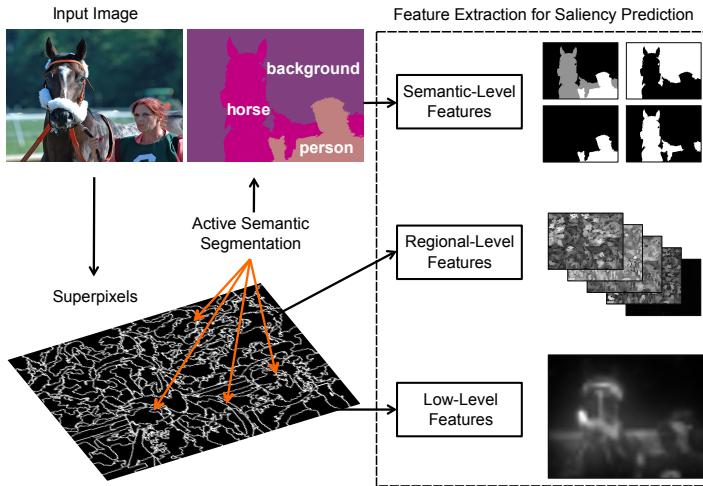 Input Image
Feature Extraction for Saliency Prediction
background
horse
person
Semantic-Level
Features
Active Semantic
Segmentation
Regional-Level
Features
Superpixels
Low-Level
Features